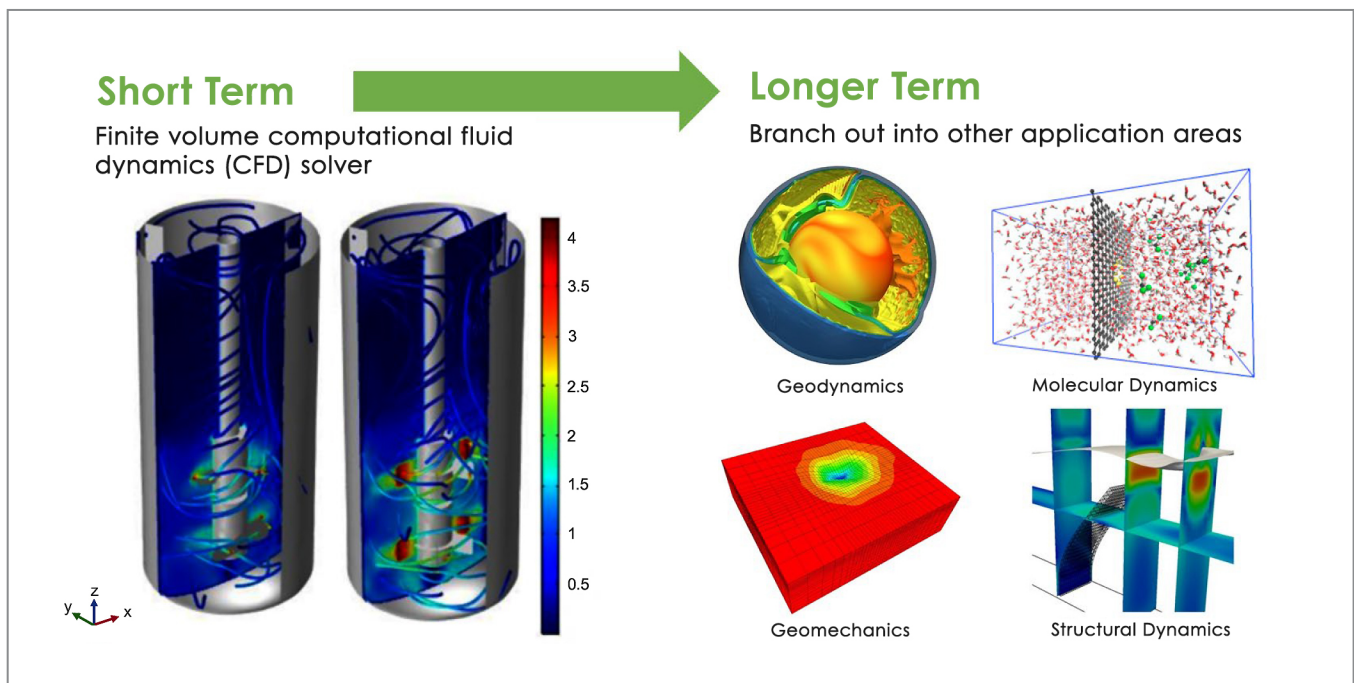 Short Term
Finite volume computational fluid
dynamics (CFD) solver
4
3.5
3
2.5
2
1.5
1
0.5
z
y
x
Longer Term
Branch out into other application areas
Geodynamics
Molecular Dynamics
Geomechanics
Structural Dynamics